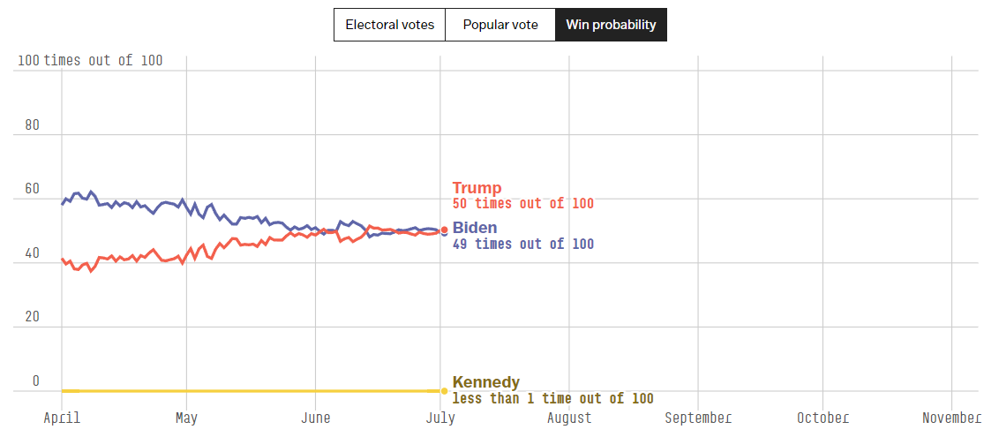 Electoral votes
Popular vote
Win probability
100 times out of 100
80
60
Trump
50 times out of 100
Biden
49 times out of 100
40
20
0
Kennedy
less than 1 time out of 100
April
May
June
July
August
September
October
November